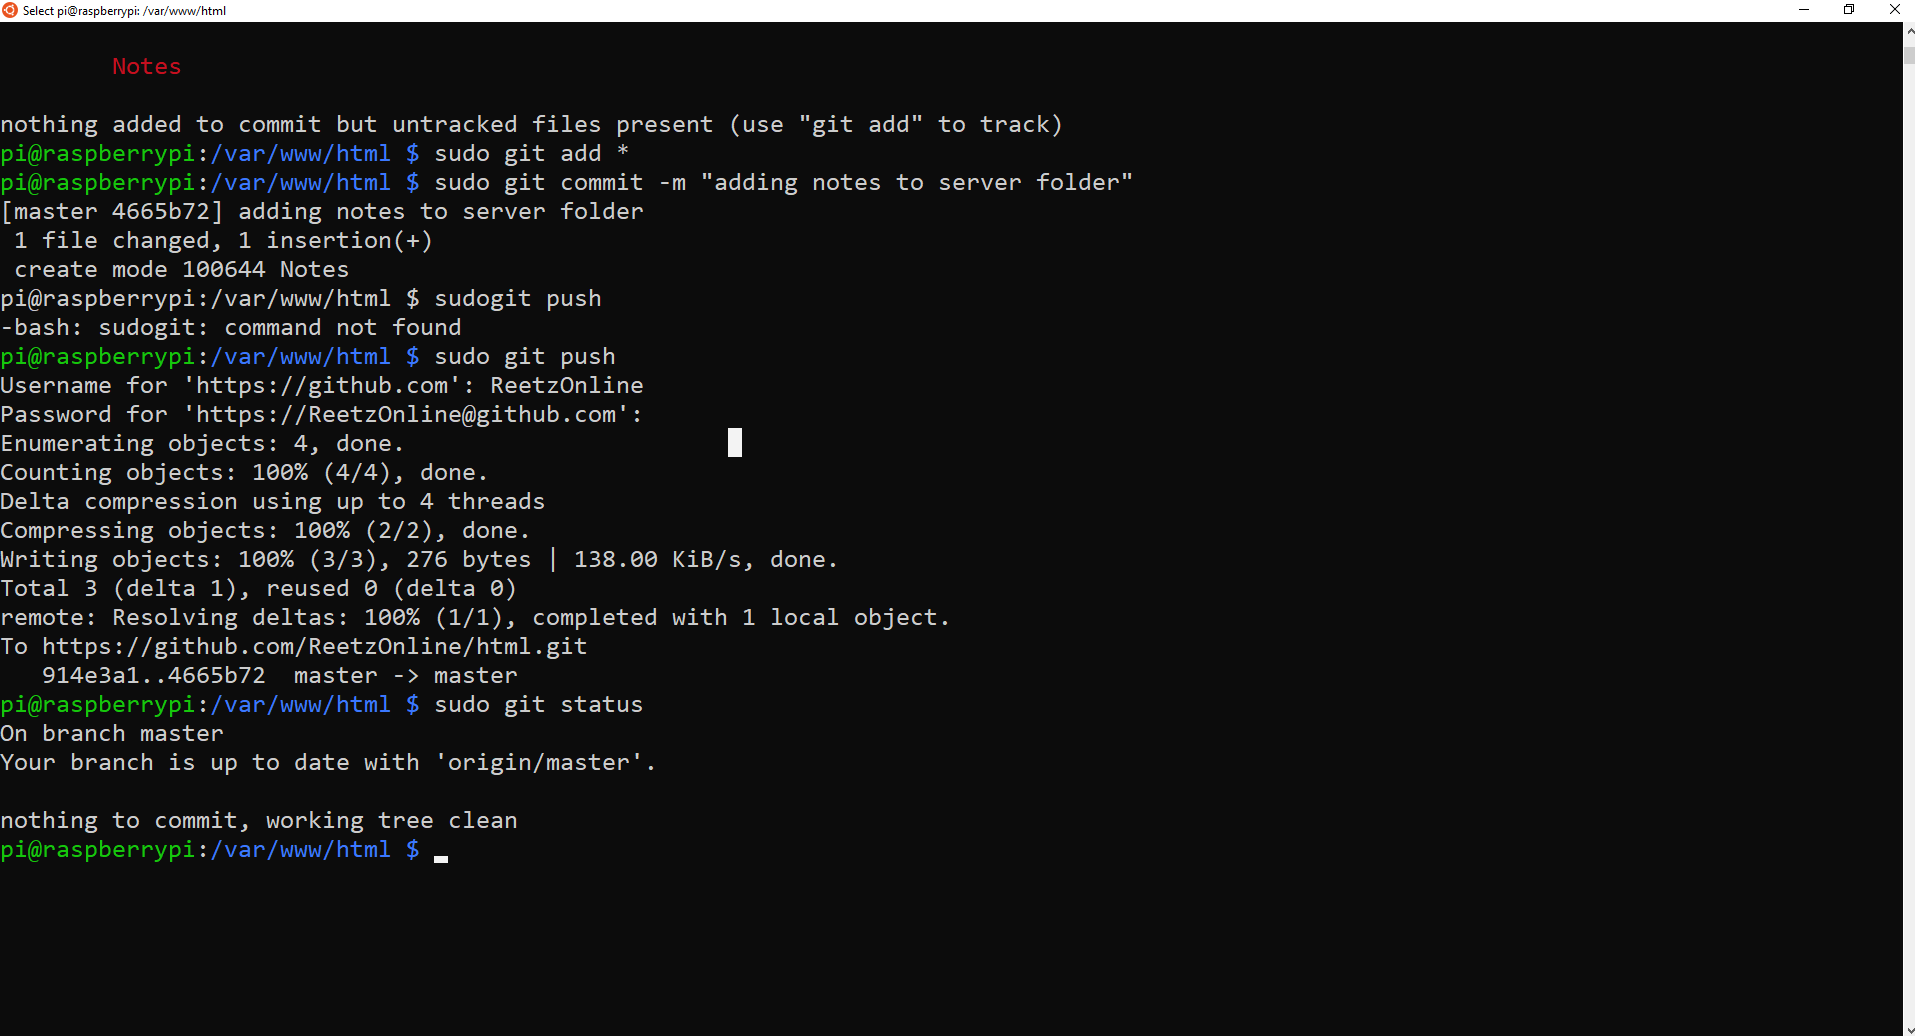 Select pi@raspberrypi: /var/www/html
Notes
nothing added to commit but untracked files present (use "git add" to track)
pi@raspberrypi:/var/www/html $ sudo git add *
pi@raspberrypi:/var/www/html $ sudo git commit -m "adding notes to server folder"
[master 4665b72] adding notes to server folder
 1 file changed, 1 insertion(+)
 create mode 100644 Notes
pi@raspberrypi:/var/www/html $ sudogit push
-bash: sudogit: command not found
pi@raspberrypi:/var/www/html $ sudo git push
Username for 'https://github.com': ReetzOnline
Password for 'https://ReetzOnline@github.com':
Enumerating objects: 4, done.
Counting objects: 100% (4/4), done.
Delta compression using up to 4 threads
Compressing objects: 100% (2/2), done.
Writing objects: 100% (3/3), 276 bytes | 138.00 KiB/s, done.
Total 3 (delta 1), reused 0 (delta 0)
remote: Resolving deltas: 100% (1/1), completed with 1 local object.
To https://github.com/ReetzOnline/html.git
   914e3a1..4665b72  master -> master
pi@raspberrypi:/var/www/html $ sudo git status
On branch master
Your branch is up to date with 'origin/master'.
nothing to commit, working tree clean
pi@raspberrypi:/var/www/html $